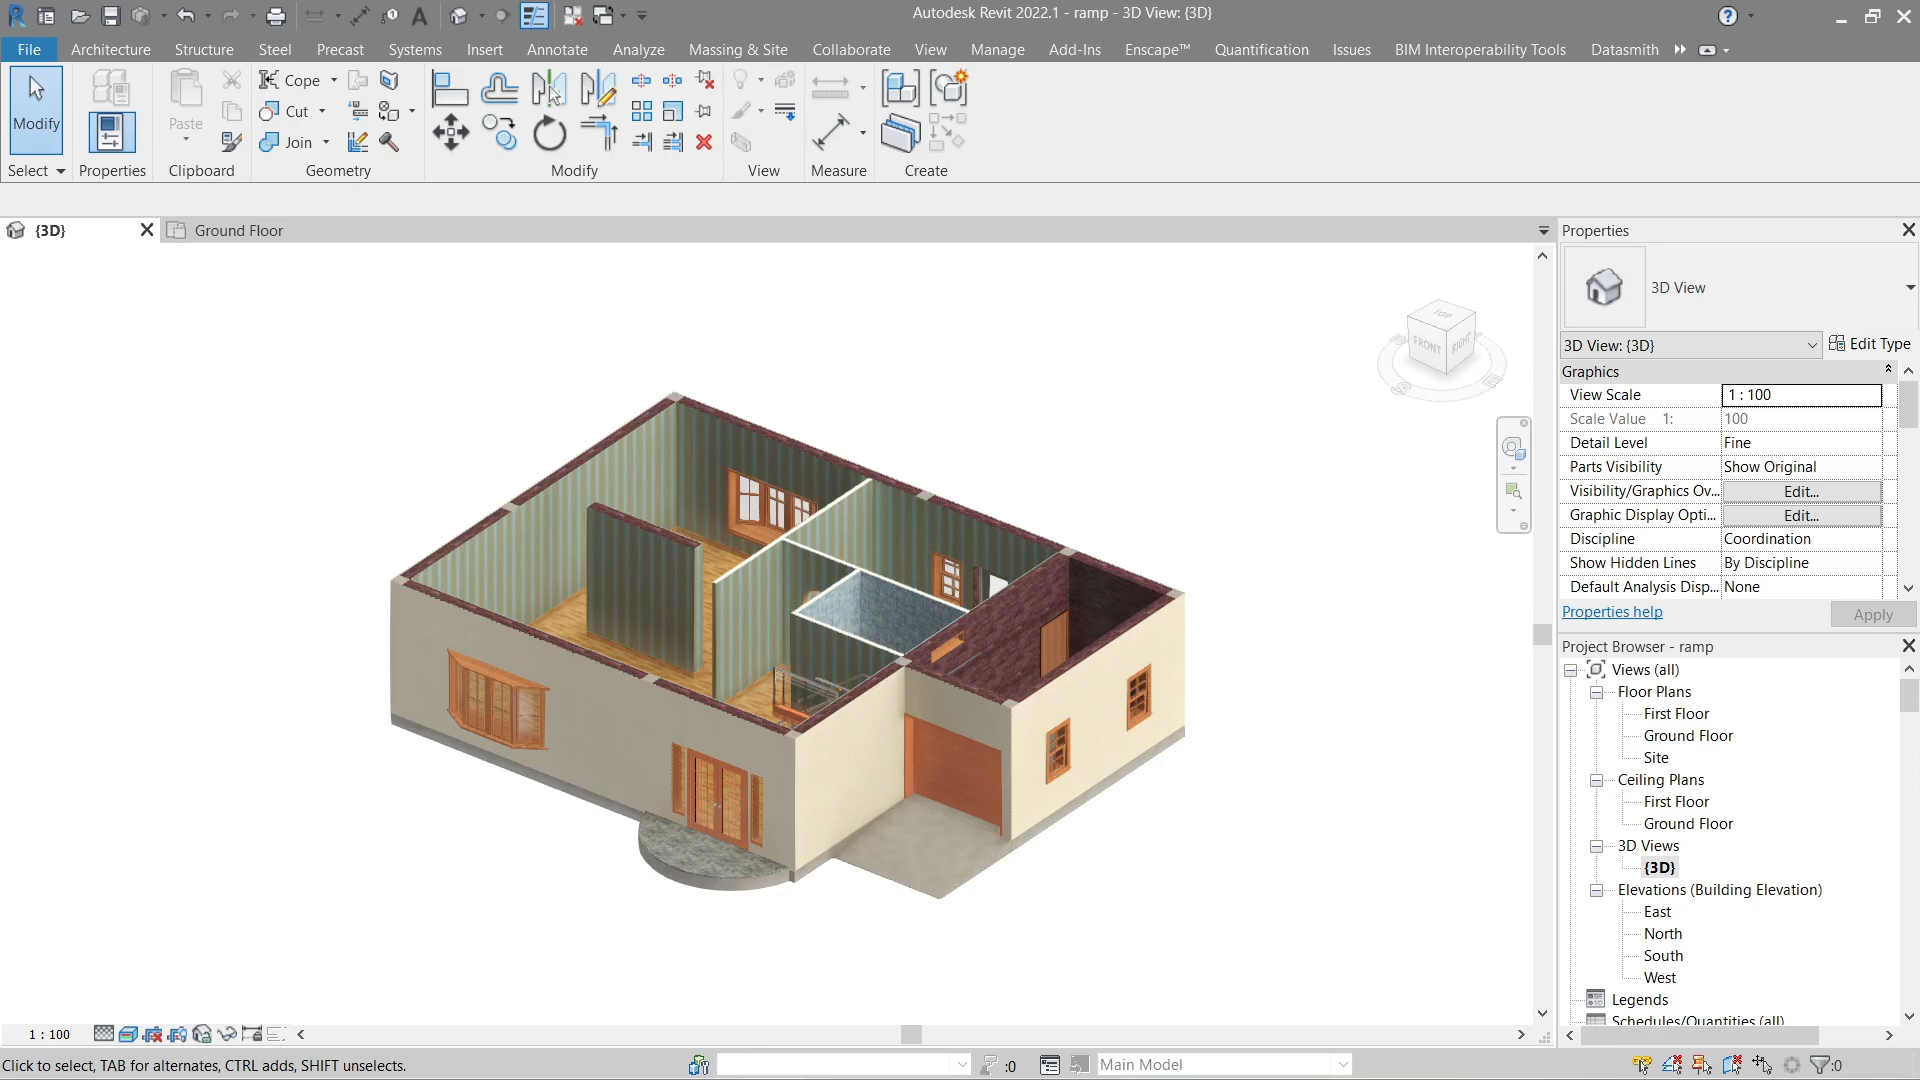 Autodesk Revit 2022.1 - ramp - 3D View: {3D}
File Architecture Structure Steel Precast Systems Insert Annotate Analyze Massing & Site Collaborate View Manage Add-Ins Enscape™ Quantification Issues BIM Interoperability Tools Datasmith
Modify Paste Cope Cut Join
Select Properties Clipboard Geometry Modify View Measure Create
{3D} Ground Floor
TOP
FRONT
RIGHT
S
E
Properties
3D View
3D View: {3D} Edit Type
Graphics
View Scale 1 : 100
Scale Value 1: 100
Detail Level Fine
Parts Visibility Show Original
Visibility/Graphics Ov... Edit...
Graphic Display Opti... Edit...
Discipline Coordination
Show Hidden Lines By Discipline
Default Analysis Disp... None
Properties help Apply
Project Browser - ramp
Views (all)
Floor Plans
First Floor
Ground Floor
Site
Ceiling Plans
First Floor
Ground Floor
3D Views
{3D}
Elevations (Building Elevation)
East
North
South
West
Legends
Schedules/Quantities (all)
1 : 100
Click to select, TAB for alternates, CTRL adds, SHIFT unselects. :0 Main Model :0